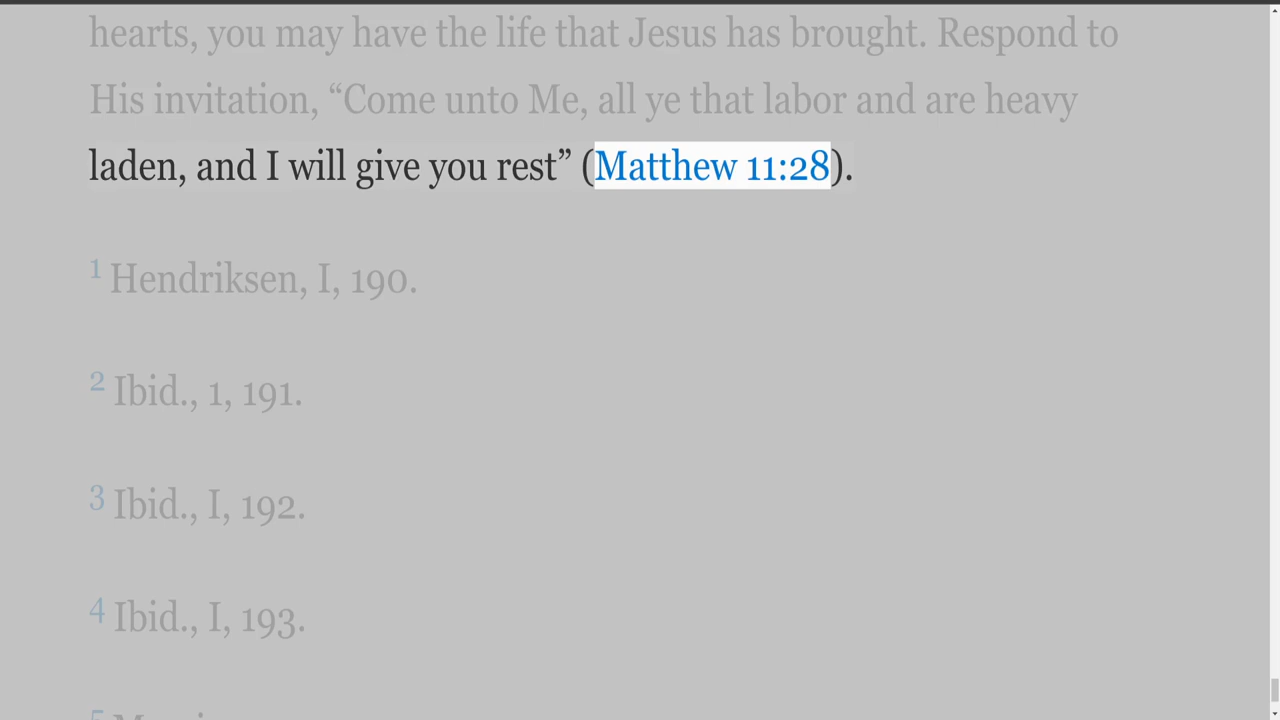 hearts, you may have the life that Jesus has brought. Respond to
His invitation, “Come unto Me, all ye that labor and are heavy
laden, and I will give you rest” (Matthew 11:28).
1 Hendriksen, I, 190.
2 Ibid., 1, 191.
3 Ibid., I, 192.
4 Ibid., I, 193.